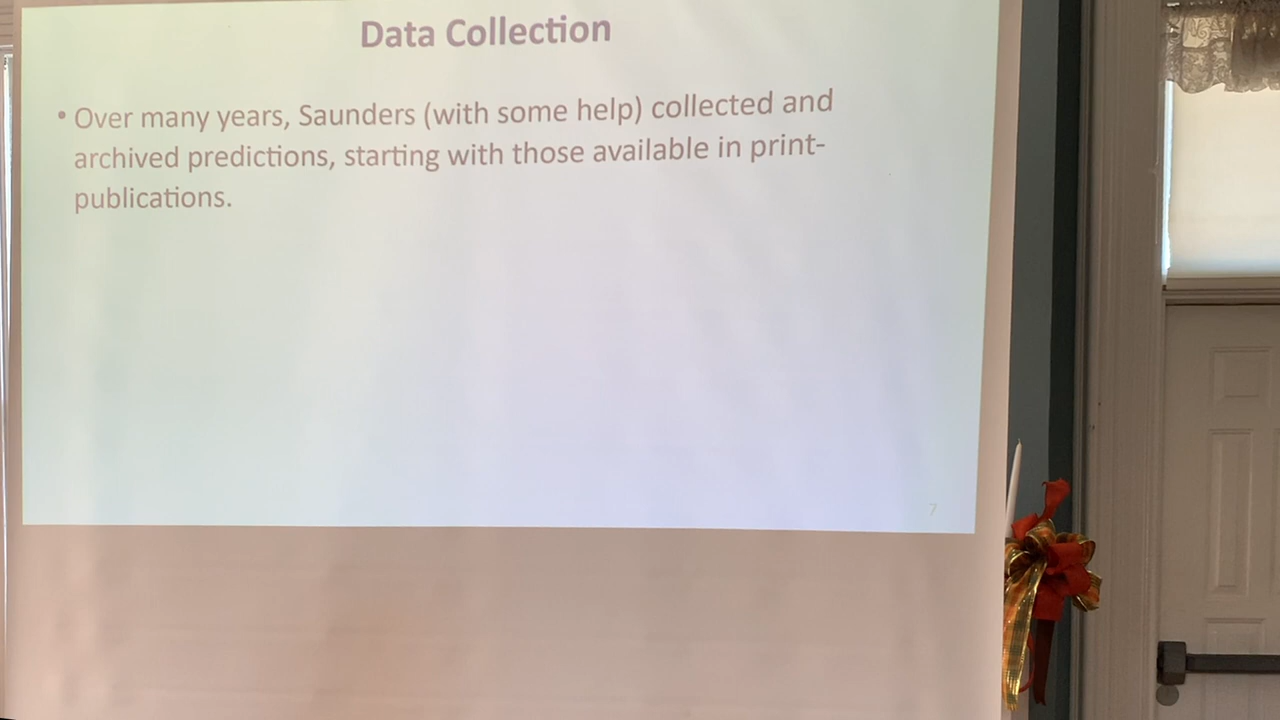 Data Collection
• Over many years, Saunders (with some help) collected and
archived predictions, starting with those available in print-
publications.
7